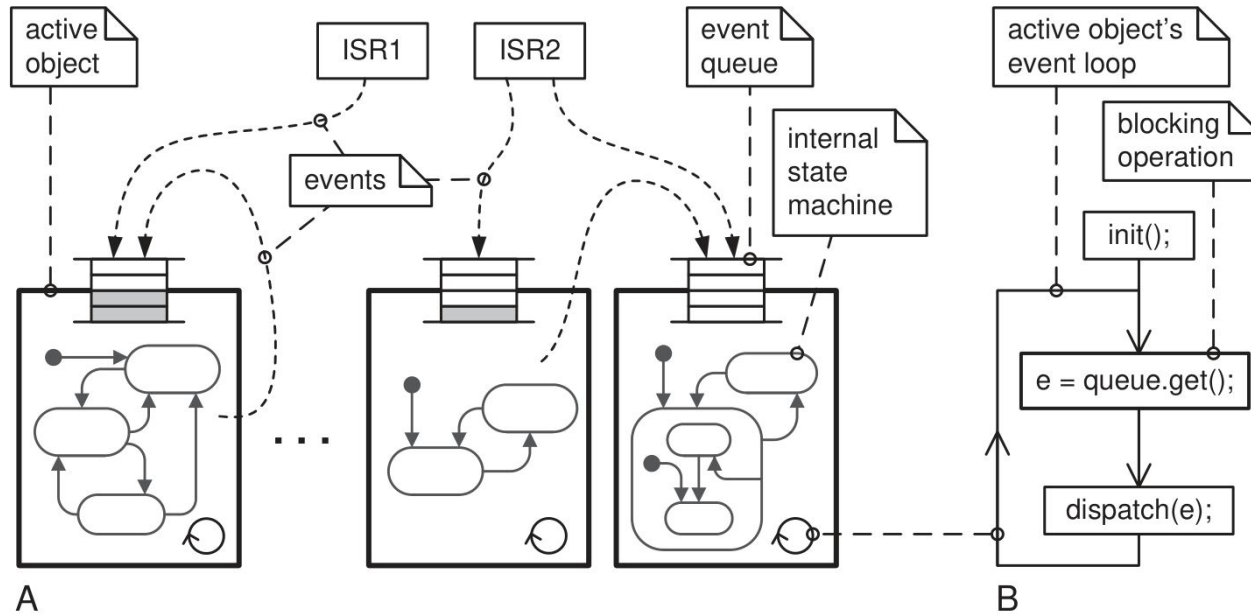 active
object
ISR1
ISR2
event
queue
active object's
event loop
internal
state
machine
blocking
operation
events
init();
e = queue.get();
dispatch(e);
. . .
A
B